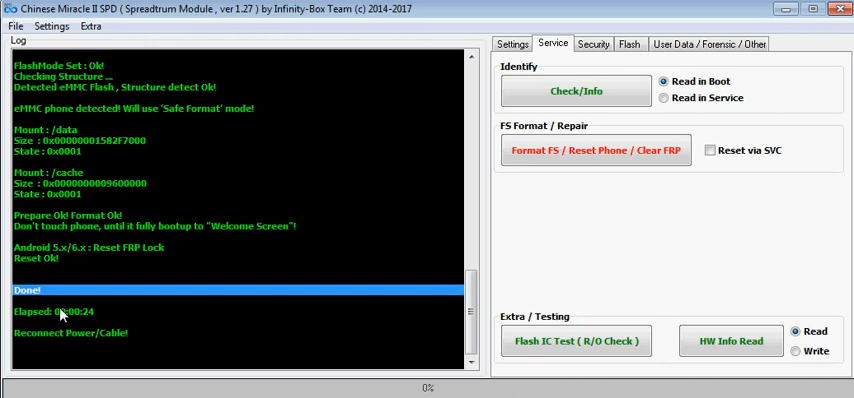 Chinese Miracle II SPD ( Spreadtrum Module , ver 1.27 ) by Infinity-Box Team (c) 2014-2017
File Settings Extra
Log
FlashMode Set : Ok!
Checking Structure ...
Detected eMMC Flash , Structure detect Ok!
eMMC phone detected! Will use 'Safe Format' mode!
Mount : /data
Size : 0x00000001582F7000
State : 0x0001
Mount : /cache
Size : 0x0000000009600000
State : 0x0001
Prepare Ok! Format Ok!
Don't touch phone, until it fully bootup to "Welcome Screen"!
Android 5.x/6.x : Reset FRP Lock
Reset Ok!
Done!
Elapsed: 00:00:24
Reconnect Power/Cable!
Settings Service Security Flash User Data / Forensic / Other
Identify
Check/Info
Read in Boot
Read in Service
FS Format / Repair
Format FS / Reset Phone / Clear FRP
Reset via SVC
Extra / Testing
Flash IC Test ( R/O Check )
HW Info Read
Read
Write
0%